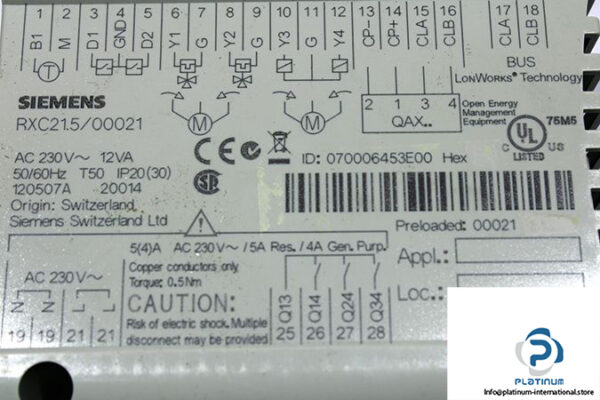 1 2 3 4 5 6 7 8 9 10 11 12 13 14 15 16 17 18
B1 M D1 GND D2 Y1 G Y2 G Y3 G Y4 CP- CP+ CLA CLB CLA CLB
T
BUS
LONWORKS® Technology
SIEMENS
RXC21.5/00021
M M
2 1 3 4
QAX..
Open Energy
Management
Equipment
UL
C US
LISTED
76M5
AC 230V~ 12VA
50/60Hz T50 IP20(30)
120507A 20014
Origin: Switzerland
Siemens Switzerland Ltd
CE
ID: 070006453E00 Hex
Preloaded: 00021
5(4)A AC 230V~/5A Res./4A Gen. Purp.
Appl.:
Loc.:
AC 230V~
Copper conductors only
Torque: 0.5Nm
CAUTION:
Risk of electric shock. Multiple
disconnect may be provided
N N
19 19 21 21
Q13 Q14 Q24 Q34
25 26 27 28
PLATINUM
Info@platinum-international.store